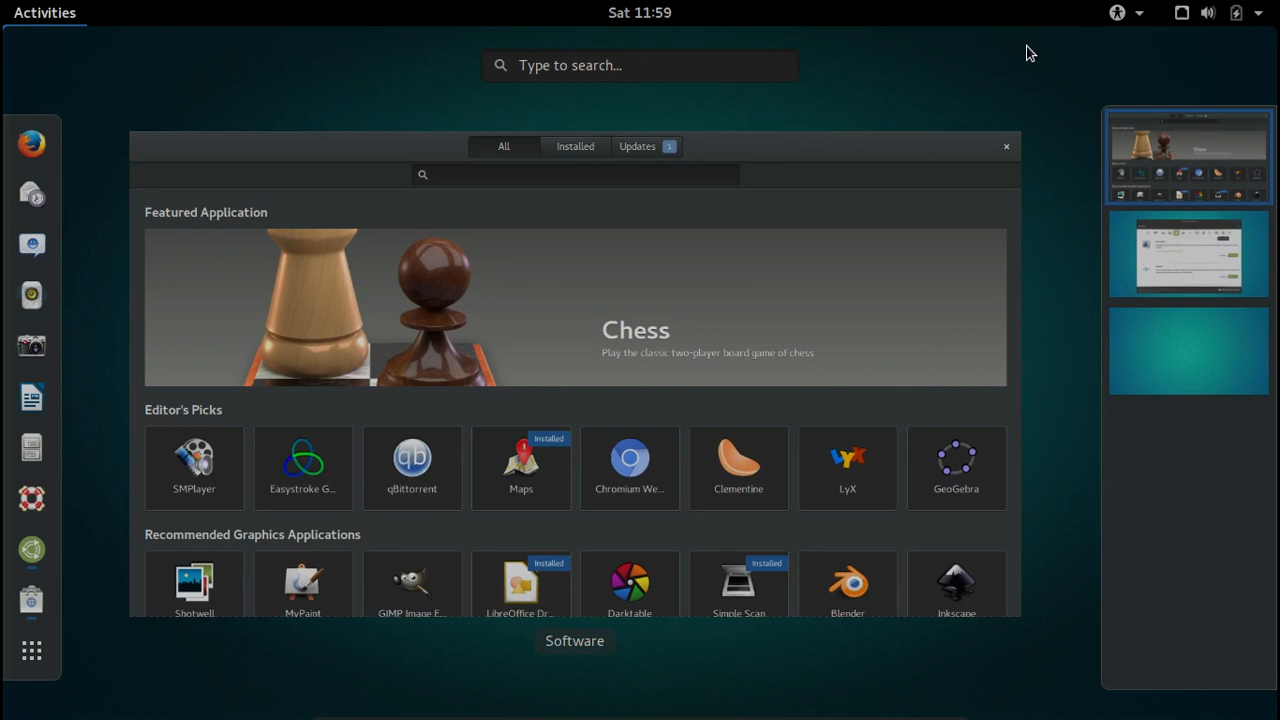 Activities
Sat 11:59
Type to search...
All
Installed
Updates 1
Featured Application
Chess
Play the classic two-player board game of chess
Editor's Picks
Installed
SMPlayer
Easystroke G...
qBittorrent
Maps
Chromium We...
Clementine
LyX
GeoGebra
Recommended Graphics Applications
Installed
Installed
Shotwell
MyPaint
GIMP Image E...
LibreOffice Dr...
Darktable
Simple Scan
Blender
Inkscape
Software